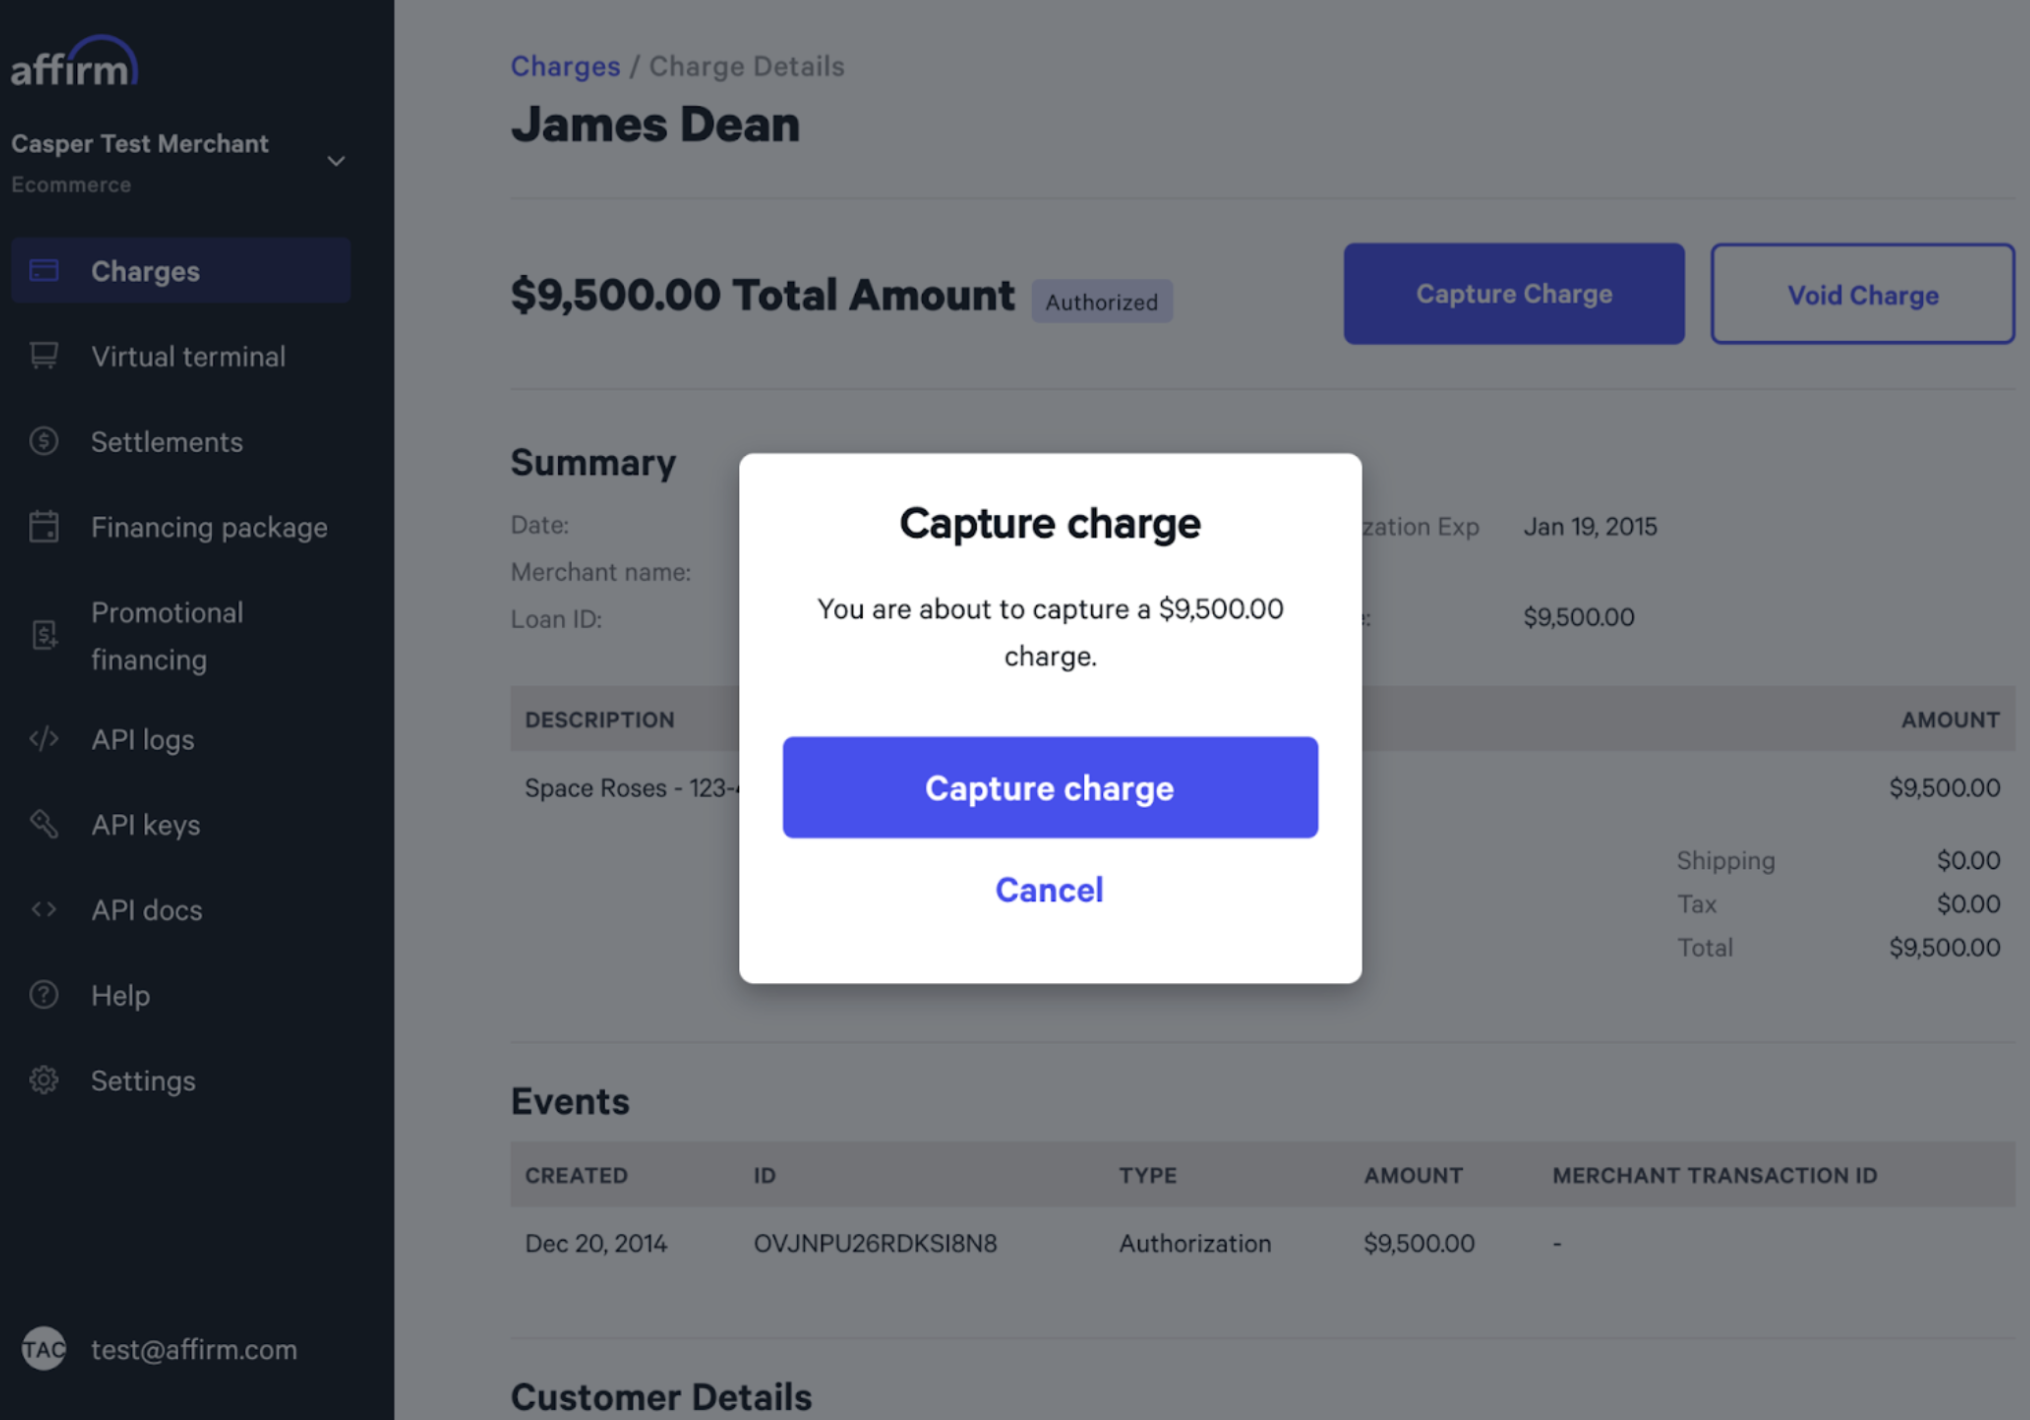 affirm
Casper Test Merchant
Ecommerce
Charges
Virtual terminal
Settlements
Financing package
Promotional
financing
API logs
API keys
API docs
Help
Settings
TAC test@affirm.com
Charges / Charge Details
James Dean
$9,500.00 Total Amount Authorized
Capture Charge Void Charge
Summary
Date: Exp Jan 19, 2015
Merchant name:
Loan ID: $9,500.00
DESCRIPTION AMOUNT
Space Roses - 123- $9,500.00
Shipping $0.00
Tax $0.00
Total $9,500.00
Capture charge
You are about to capture a $9,500.00
charge.
Capture charge
Cancel
Events
CREATED ID TYPE AMOUNT MERCHANT TRANSACTION ID
Dec 20, 2014 OVJNPU26RDKSI8N8 Authorization $9,500.00 -
Customer Details